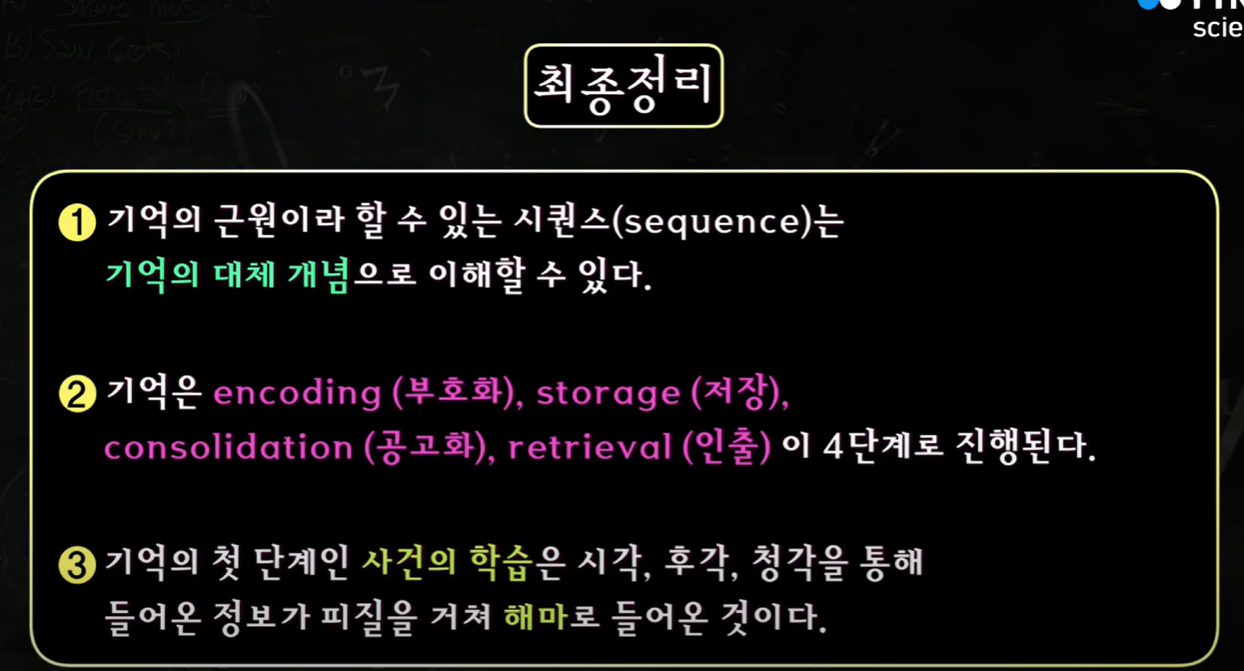 scie
최종정리
1 기억의 근원이라 할 수 있는 시퀀스(sequence)는
기억의 대체 개념으로 이해할 수 있다.
2 기억은 encoding (부호화), storage (저장),
consolidation (공고화), retrieval (인출) 이 4단계로 진행된다.
3 기억의 첫 단계인 사건의 학습은 시각, 후각, 청각을 통해
들어온 정보가 피질을 거쳐 해마로 들어온 것이다.